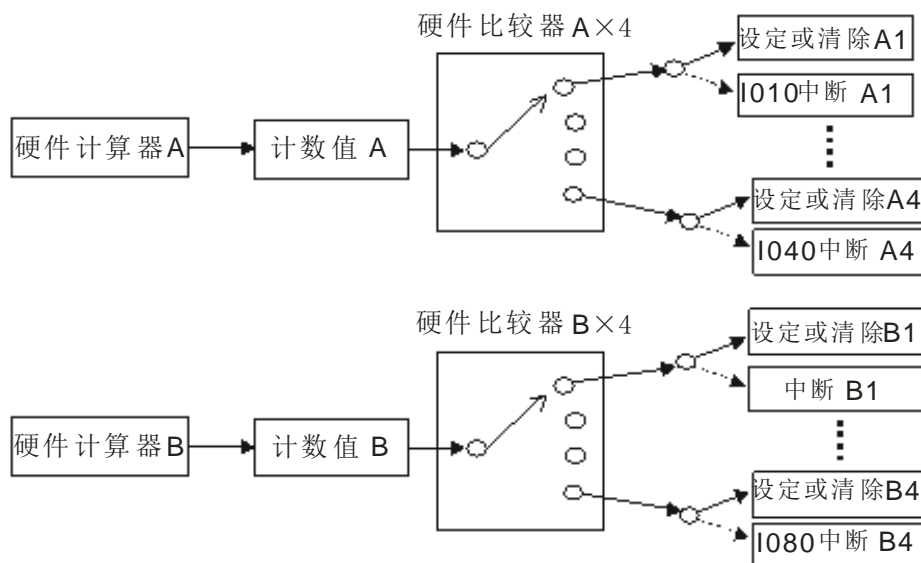 硬件比较器 A×4
设定或清除A1
I010中断 A1
硬件计算器A
计数值 A
设定或清除A4
I040中断 A4
硬件比较器 B×4
设定或清除B1
中断 B1
硬件计算器B
计数值 B
设定或清除B4
I080中断 B4